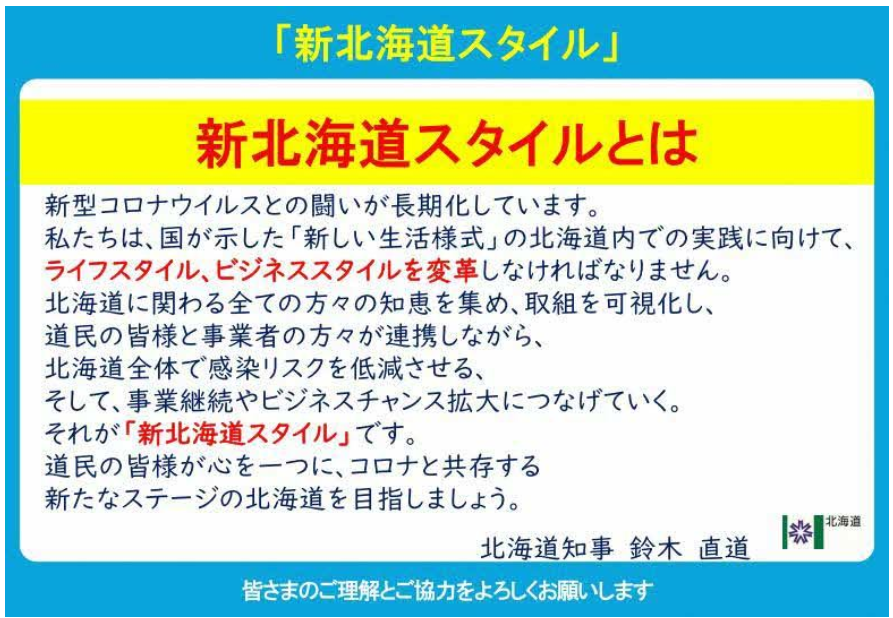 「新北海道スタイル」
新北海道スタイルとは
新型コロナウイルスとの闘いが長期化しています。
私たちは、国が示した「新しい生活様式」の北海道内での実践に向けて、
ライフスタイル、ビジネススタイルを変革しなければなりません。
北海道に関わる全ての方々の知恵を集め、取組を可視化し、
道民の皆様と事業者の方々が連携しながら、
北海道全体で感染リスクを低減させる、
そして、事業継続やビジネスチャンス拡大につなげていく。
それが「新北海道スタイル」です。
道民の皆様が心を一つに、コロナと共存する
新たなステージの北海道を目指しましょう。
北海道知事 鈴木 直道
北海道
皆さまのご理解とご協力をよろしくお願いします